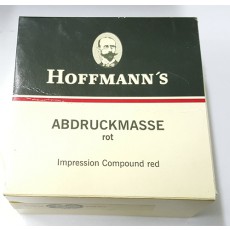 HOFFMANN'S
ABDRUCKMASSE
rot
Impression Compound red